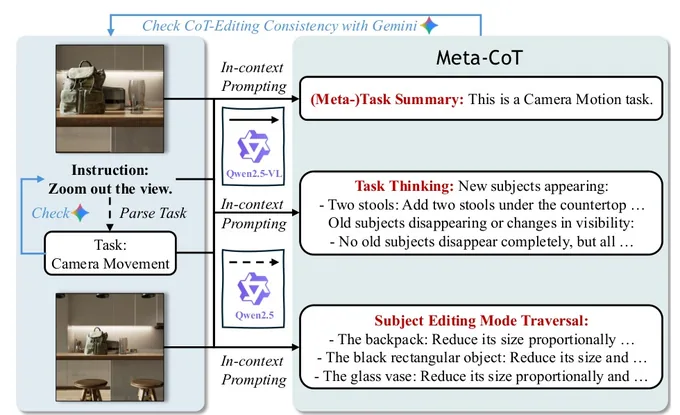 Check CoT-Editing Consistency with Gemini
Meta-CoT
In-context
Prompting
(Meta-)Task Summary: This is a Camera Motion task.
Qwen2.5-VL
Instruction:
Zoom out the view.
Check
Parse Task
In-context
Prompting
Task Thinking: New subjects appearing:
- Two stools: Add two stools under the countertop …
Old subjects disappearing or changes in visibility:
- No old subjects disappear completely, but all …
Task:
Camera Movement
Qwen2.5
Subject Editing Mode Traversal:
- The backpack: Reduce its size proportionally …
- The black rectangular object: Reduce its size and …
- The glass vase: Reduce its size proportionally and …
In-context
Prompting